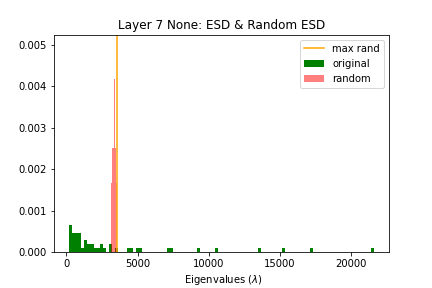 Layer 7 None: ESD & Random ESD
0.005
0.004
0.003
0.002
0.001
0.000
max rand
original
random
0
5000
10000
15000
20000
Eigenvalues (λ)